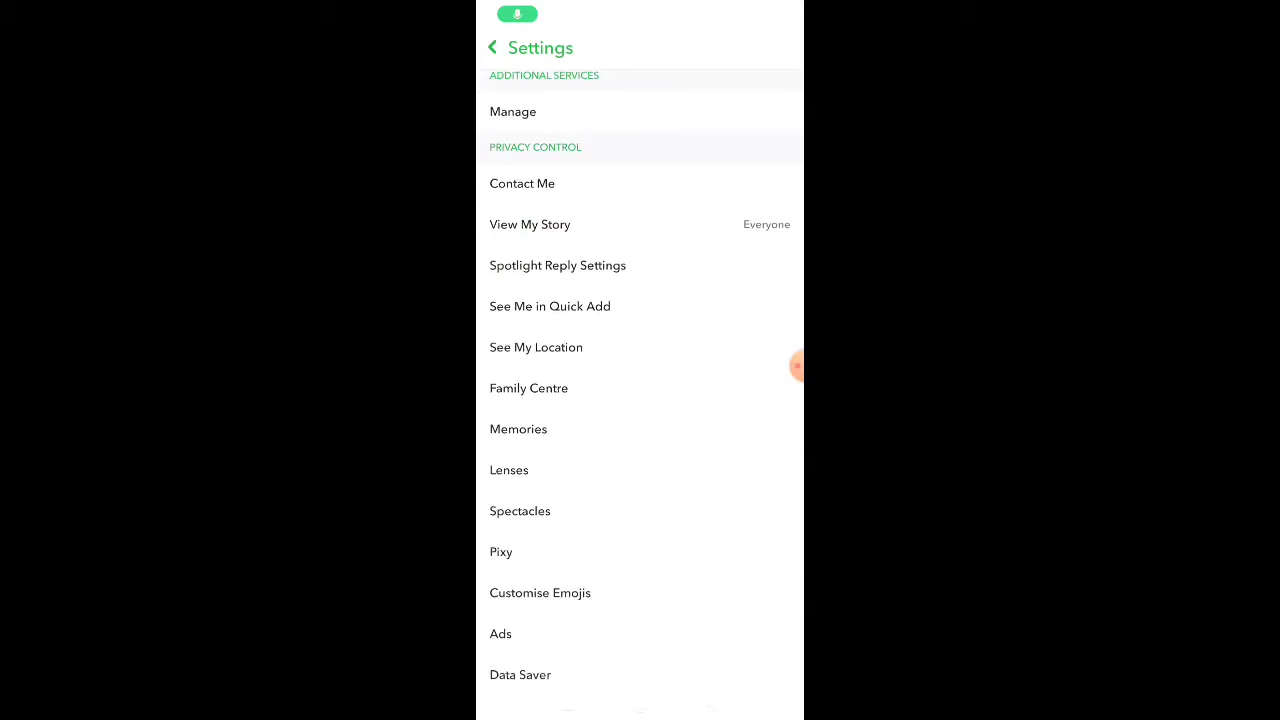 Settings
ADDITIONAL SERVICES
Manage
PRIVACY CONTROL
Contact Me
View My Story Everyone
Spotlight Reply Settings
See Me in Quick Add
See My Location
Family Centre
Memories
Lenses
Spectacles
Pixy
Customise Emojis
Ads
Data Saver